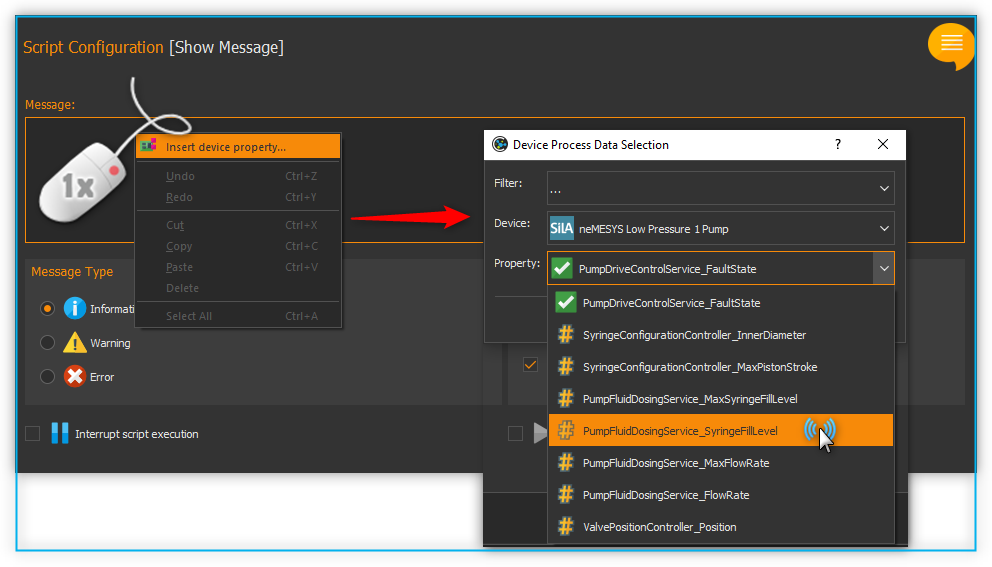 Script Configuration [Show Message]
Message:
1x
Insert device property...
Undo Ctrl+Z
Redo Ctrl+Y
Cut Ctrl+X
Copy Ctrl+C
Paste Ctrl+V
Delete
Select All Ctrl+A
Message Type
Informati
Warning
Error
Interrupt script execution
Device Process Data Selection ?
Filter: ...
Device: SiLA neMESYS Low Pressure 1 Pump
Property: PumpDriveControlService_FaultState
PumpDriveControlService_FaultState
SyringeConfigurationController_InnerDiameter
SyringeConfigurationController_MaxPistonStroke
PumpFluidDosingService_MaxSyringeFillLevel
PumpFluidDosingService_SyringeFillLevel
PumpFluidDosingService_MaxFlowRate
PumpFluidDosingService_FlowRate
ValvePositionController_Position